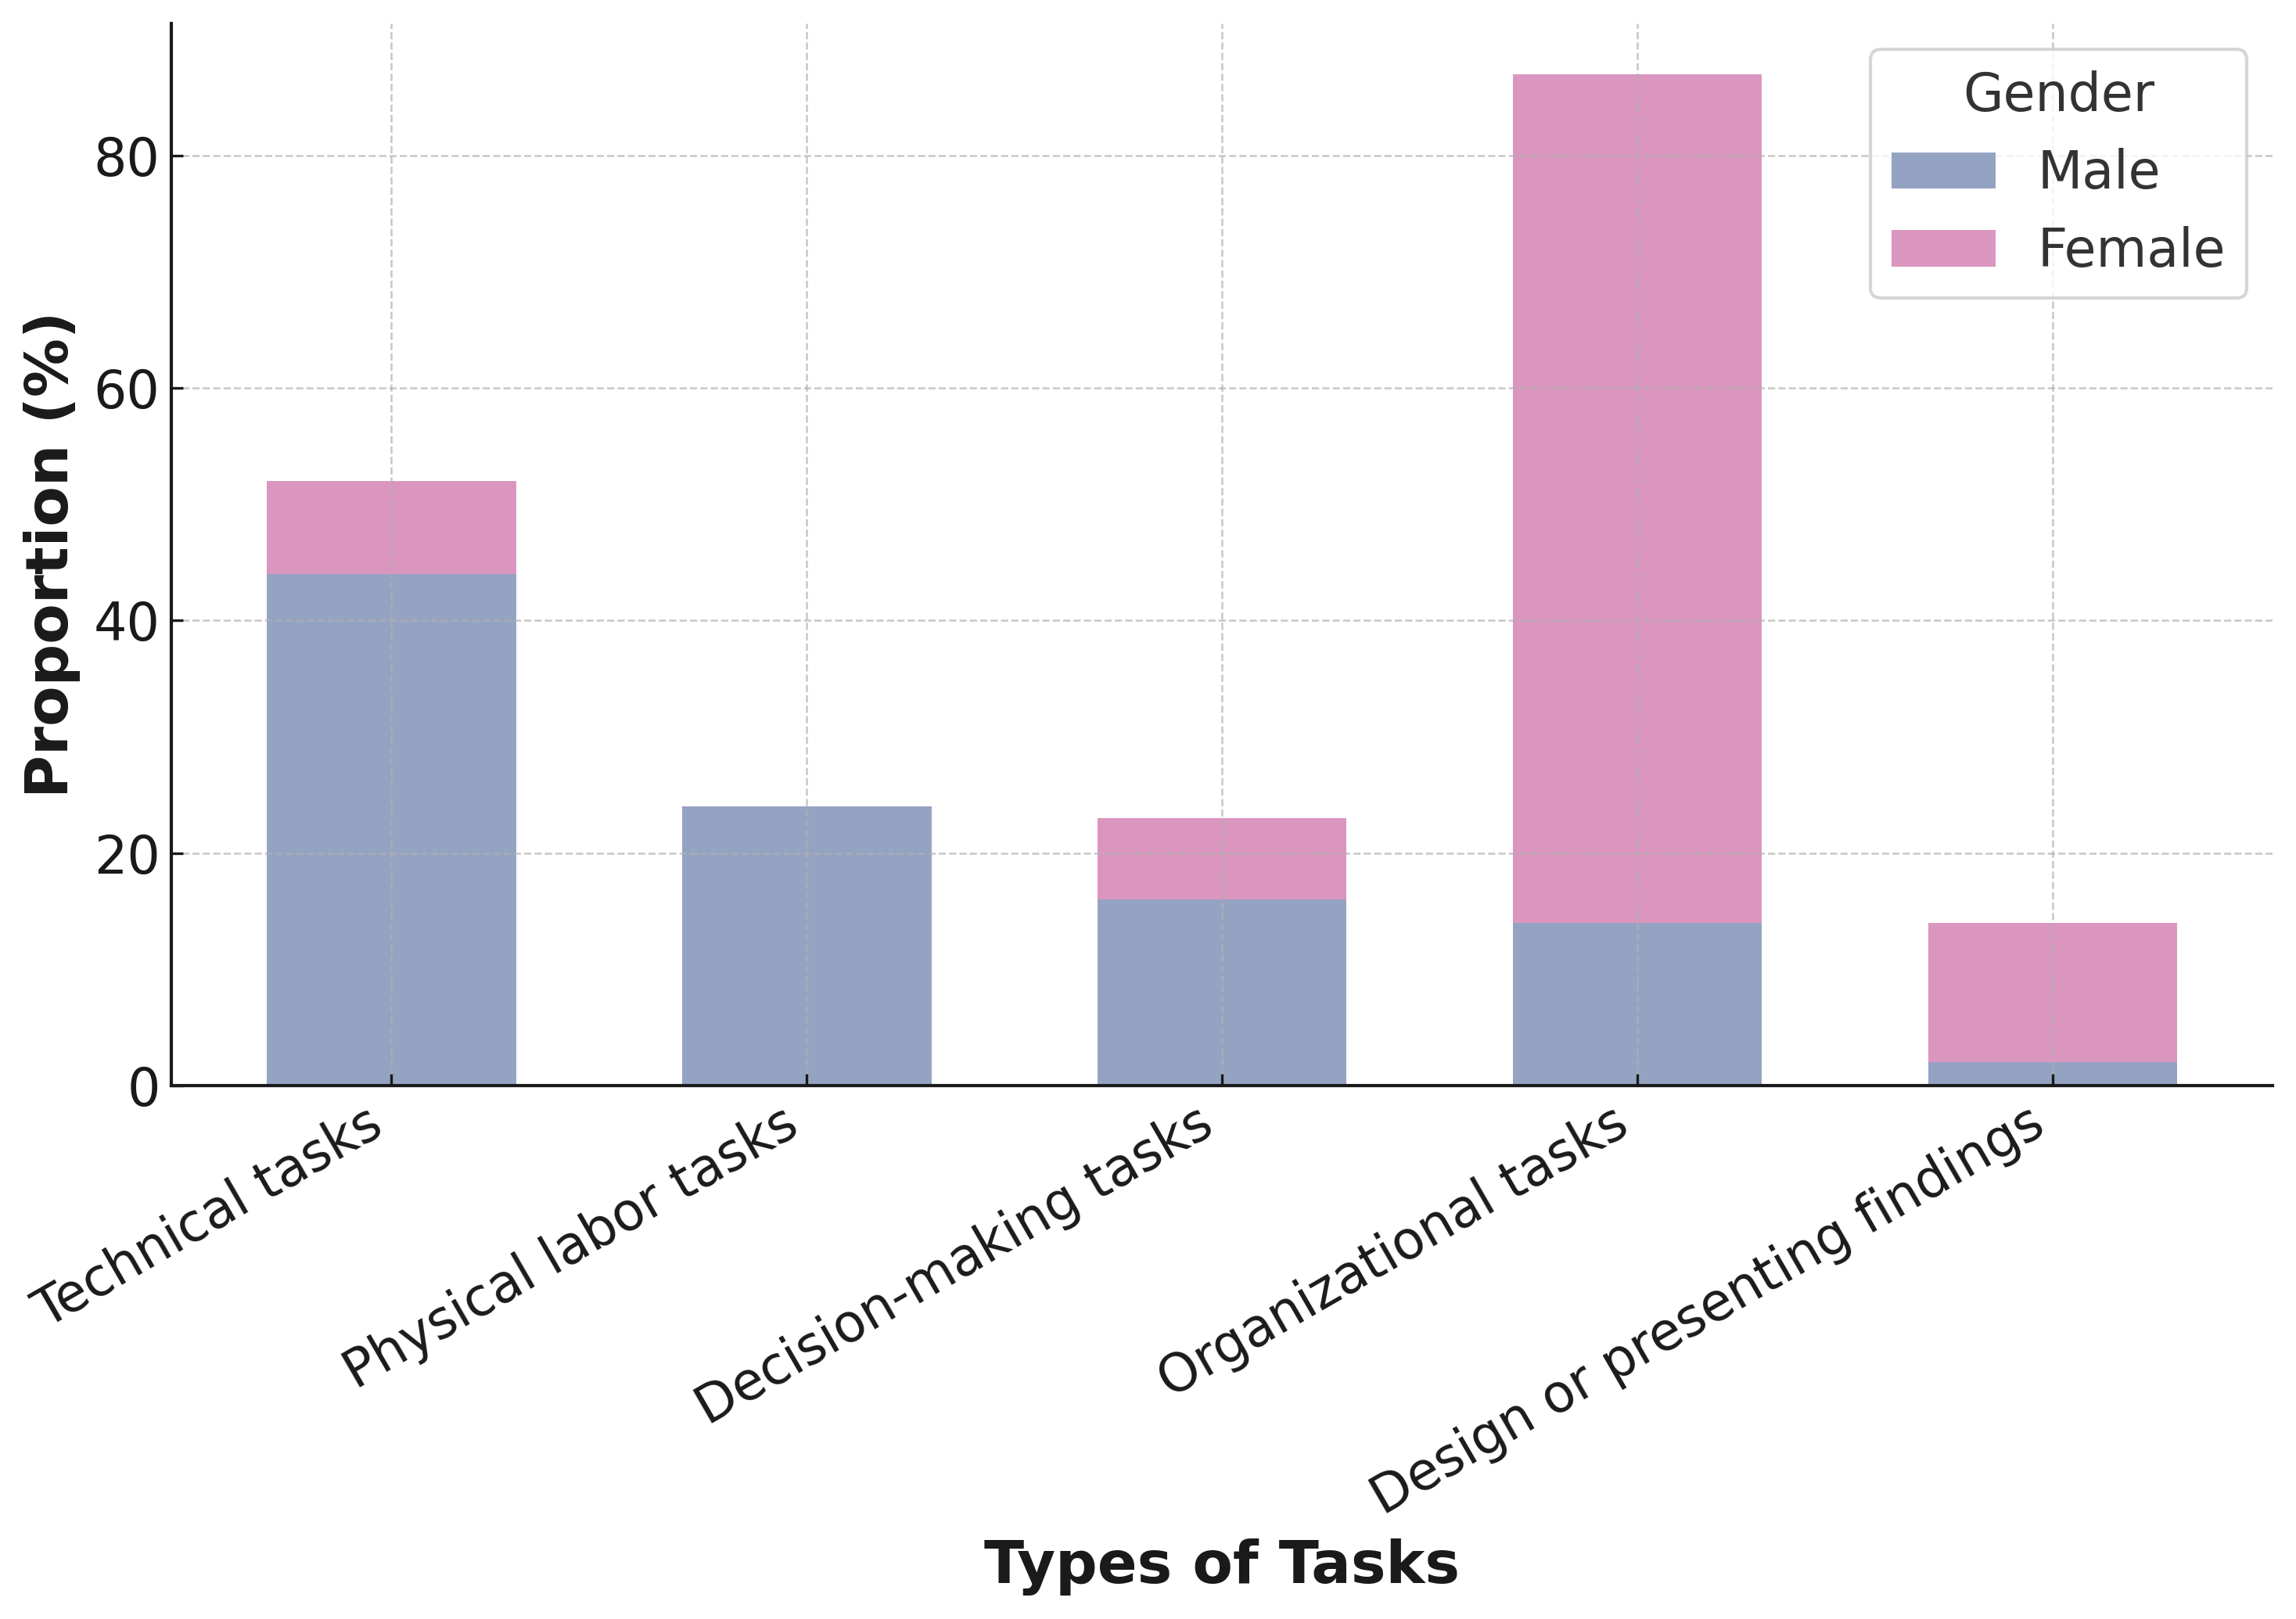 Gender
Male
Female
Proportion (%)
80
60
40
20
0
Technical tasks
Physical labor tasks
Decision-making tasks
Organizational tasks
Design or presenting findings
Types of Tasks